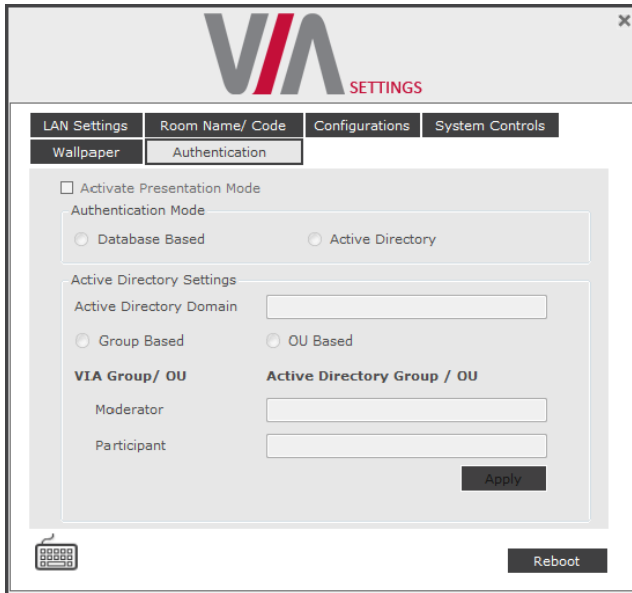 VIA SETTINGS
LAN Settings Room Name/ Code Configurations System Controls
Wallpaper Authentication
Activate Presentation Mode
Authentication Mode
Database Based Active Directory
Active Directory Settings
Active Directory Domain
Group Based OU Based
VIA Group/ OU Active Directory Group / OU
Moderator
Participant
Apply
Reboot